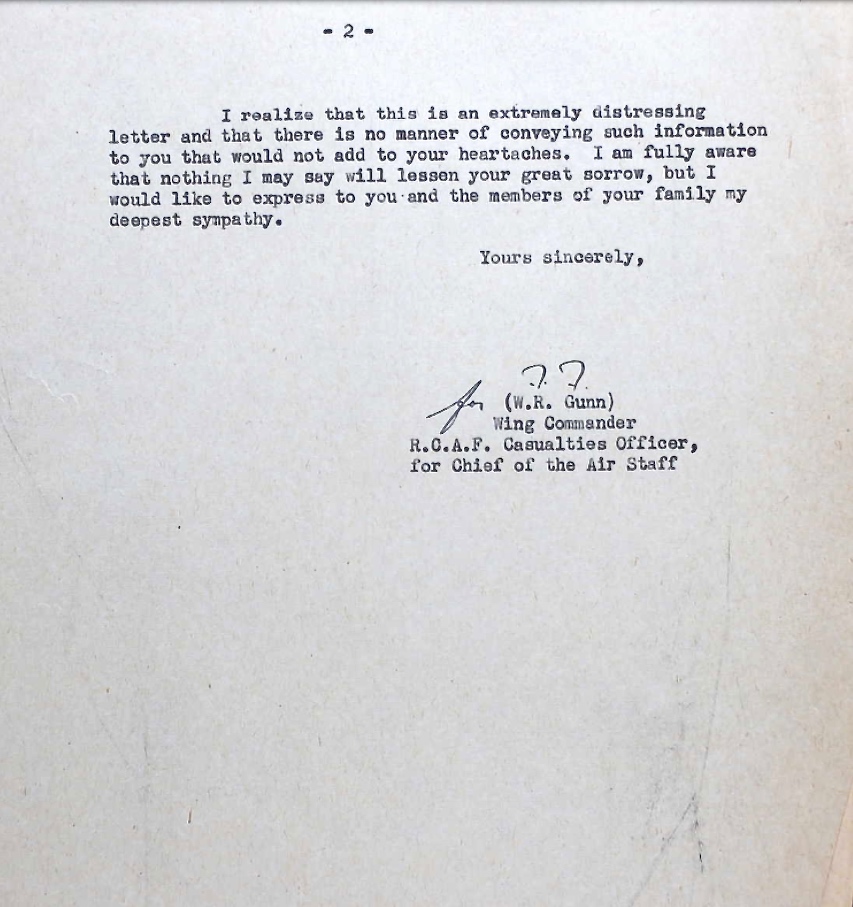 - 2 -
I realize that this is an extremely distressing
letter and that there is no manner of conveying such information
to you that would not add to your heartaches. I am fully aware
that nothing I may say will lessen your great sorrow, but I
would like to express to you and the members of your family my
deepest sympathy.
Yours sincerely,
for (W.R. Gunn)
Wing Commander
R.C.A.F. Casualties Officer,
for Chief of the Air Staff